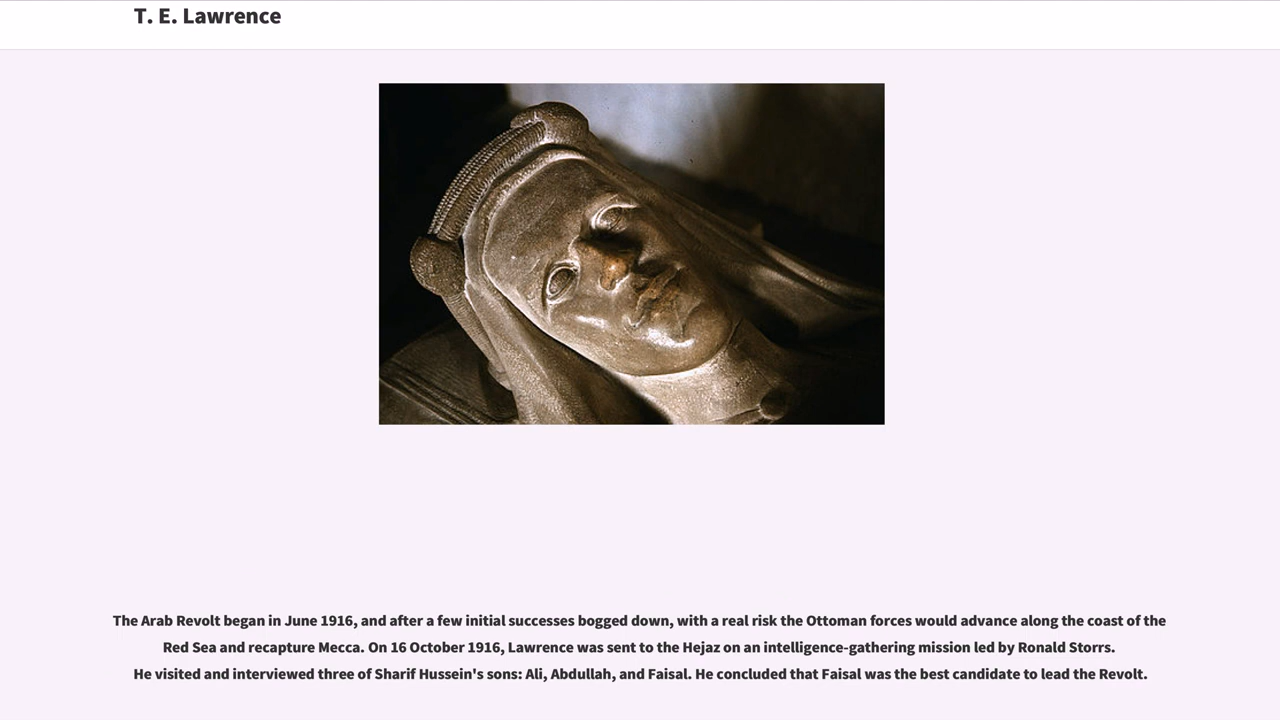 T. E. Lawrence
The Arab Revolt began in June 1916, and after a few initial successes bogged down, with a real risk the Ottoman forces would advance along the coast of the
Red Sea and recapture Mecca. On 16 October 1916, Lawrence was sent to the Hejaz on an intelligence-gathering mission led by Ronald Storrs.
He visited and interviewed three of Sharif Hussein's sons: Ali, Abdullah, and Faisal. He concluded that Faisal was the best candidate to lead the Revolt.